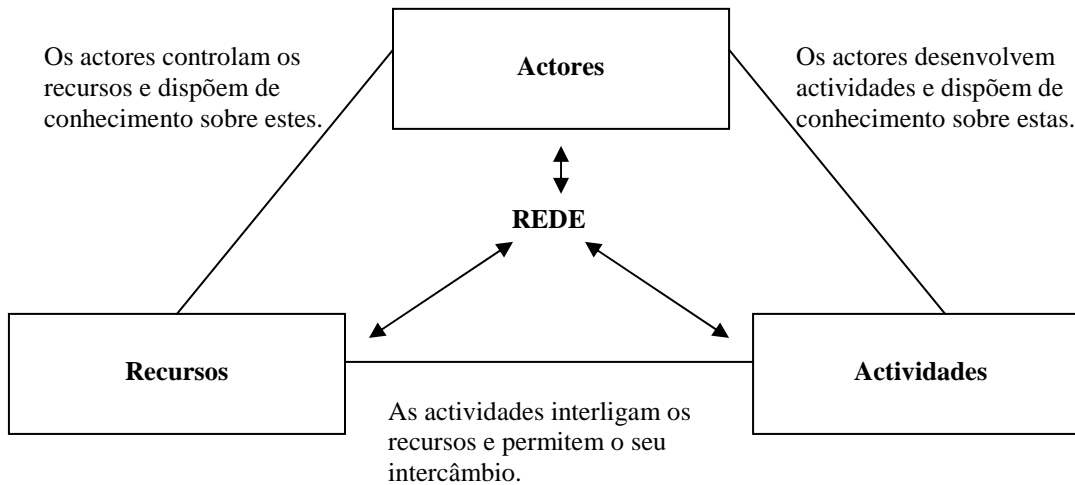 Os actores controlam os
recursos e dispõem de
conhecimento sobre estes.
Actores
Os actores desenvolvem
actividades e dispõem de
conhecimento sobre estas.
REDE
Recursos
Actividades
As actividades interligam os
recursos e permitem o seu
intercâmbio.